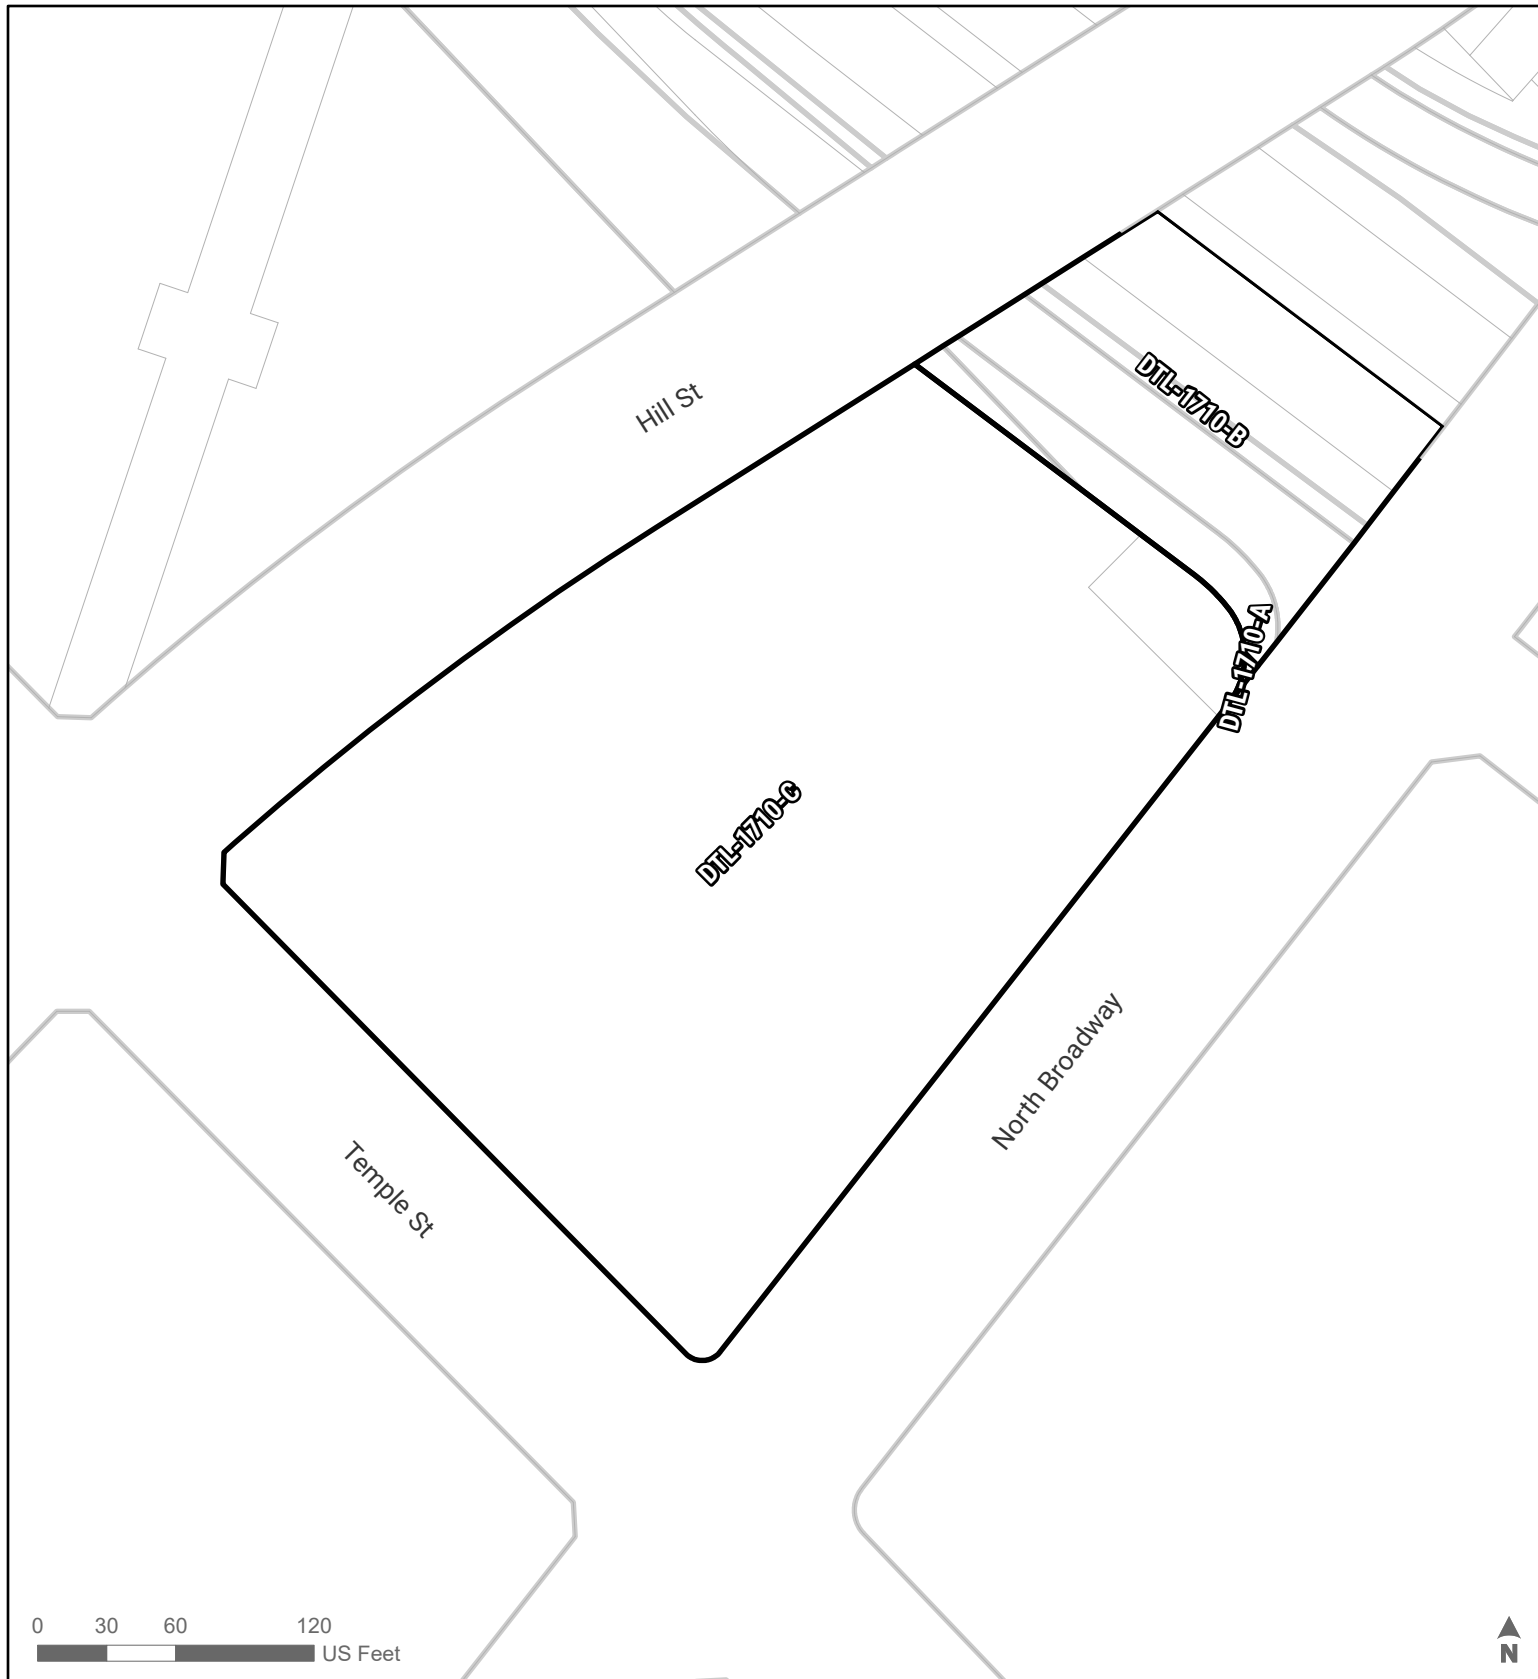 Hill St
DTL-1710-B
DTL-1710-A
DTL-1710-C
North Broadway
Temple St
0 30 60 120
US Feet
N